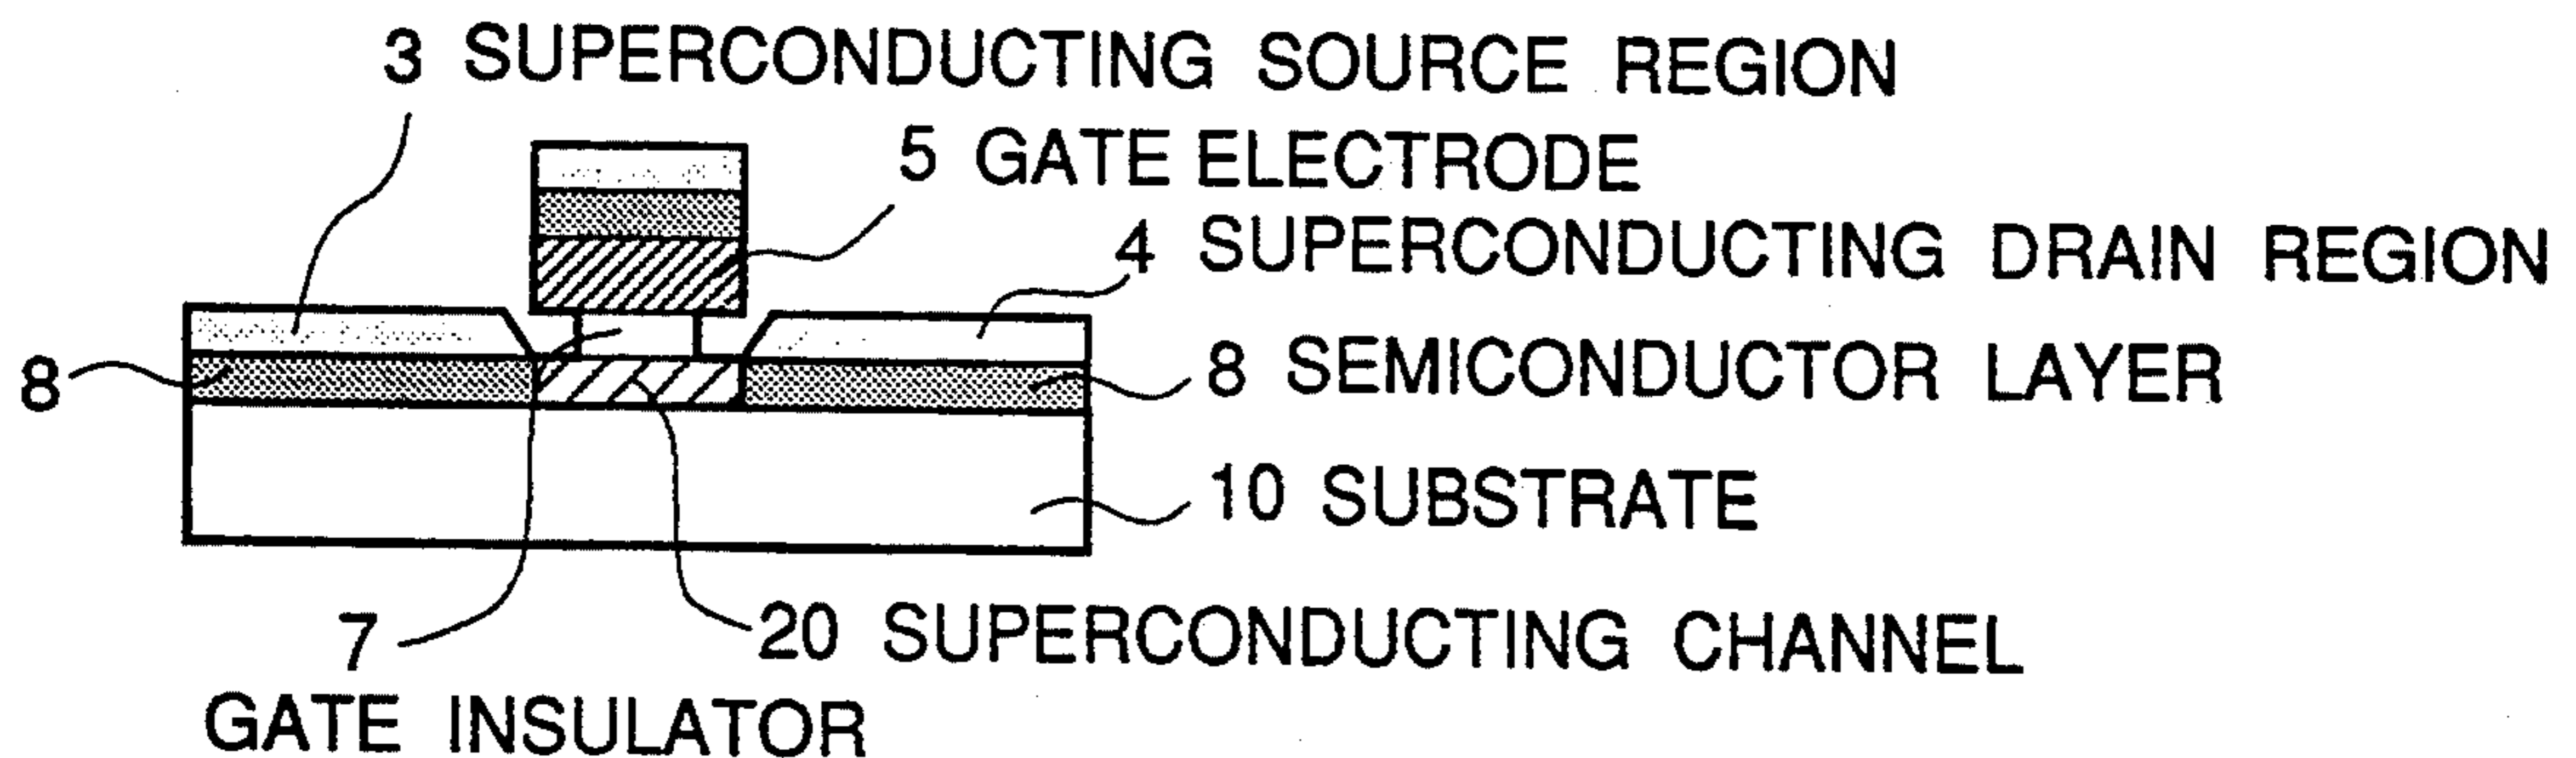 3 SUPERCONDUCTING SOURCE REGION
5 GATE ELECTRODE
4 SUPERCONDUCTING DRAIN REGION
8
8 SEMICONDUCTOR LAYER
10 SUBSTRATE
7
20 SUPERCONDUCTING CHANNEL
GATE INSULATOR